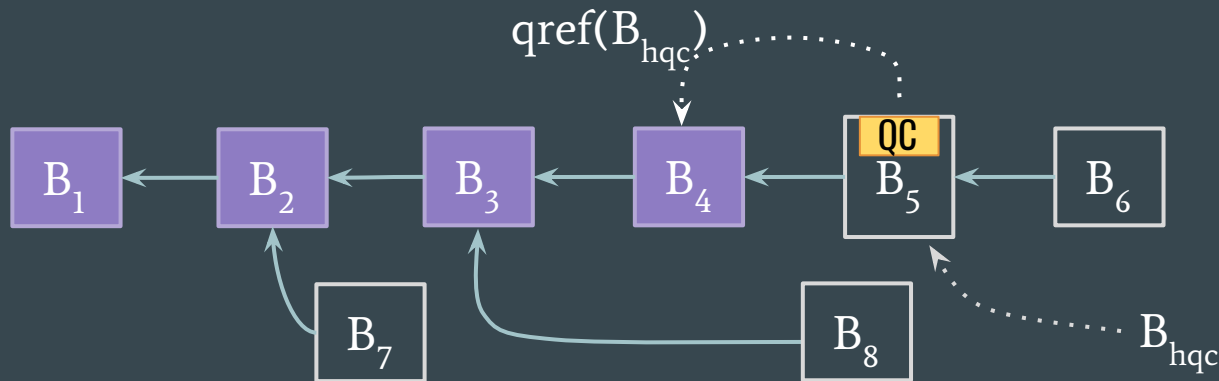 qref(B_hqc)
QC
B_1
B_2
B_3
B_4
B_5
B_6
B_7
B_8
B_hqc